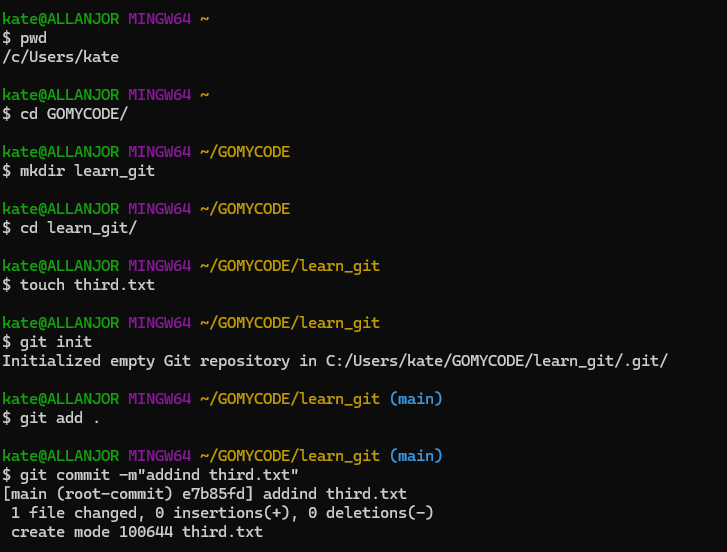 kate@ALLANJOR MINGW64 ~
$ pwd
/c/Users/kate
kate@ALLANJOR MINGW64 ~
$ cd GOMYCODE/
kate@ALLANJOR MINGW64 ~/GOMYCODE
$ mkdir learn_git
kate@ALLANJOR MINGW64 ~/GOMYCODE
$ cd learn_git/
kate@ALLANJOR MINGW64 ~/GOMYCODE/learn_git
$ touch third.txt
kate@ALLANJOR MINGW64 ~/GOMYCODE/learn_git
$ git init
Initialized empty Git repository in C:/Users/kate/GOMYCODE/learn_git/.git/
kate@ALLANJOR MINGW64 ~/GOMYCODE/learn_git (main)
$ git add .
kate@ALLANJOR MINGW64 ~/GOMYCODE/learn_git (main)
$ git commit -m"addind third.txt"
[main (root-commit) e7b85fd] addind third.txt
 1 file changed, 0 insertions(+), 0 deletions(-)
 create mode 100644 third.txt